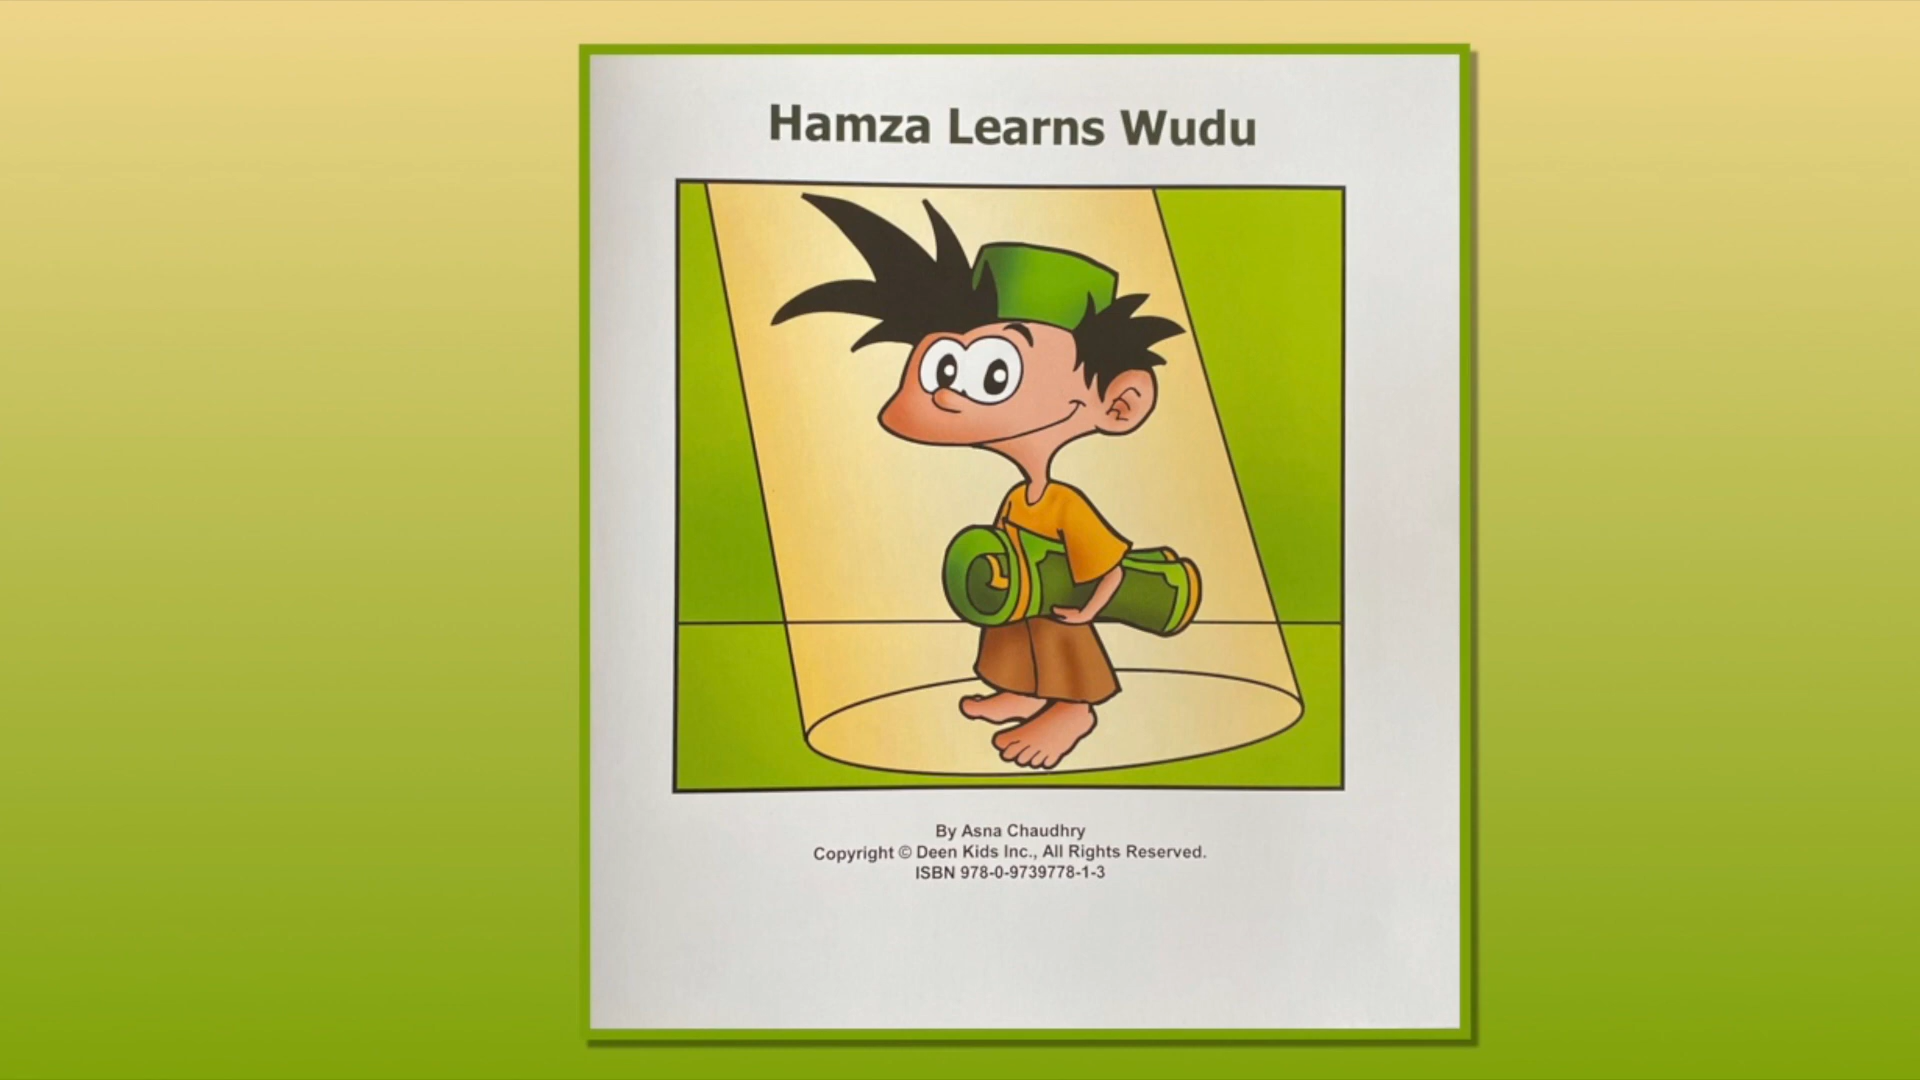 Hamza Learns Wudu
By Asna Chaudhry
Copyright © Deen Kids Inc., All Rights Reserved.
ISBN 978-0-9739778-1-3